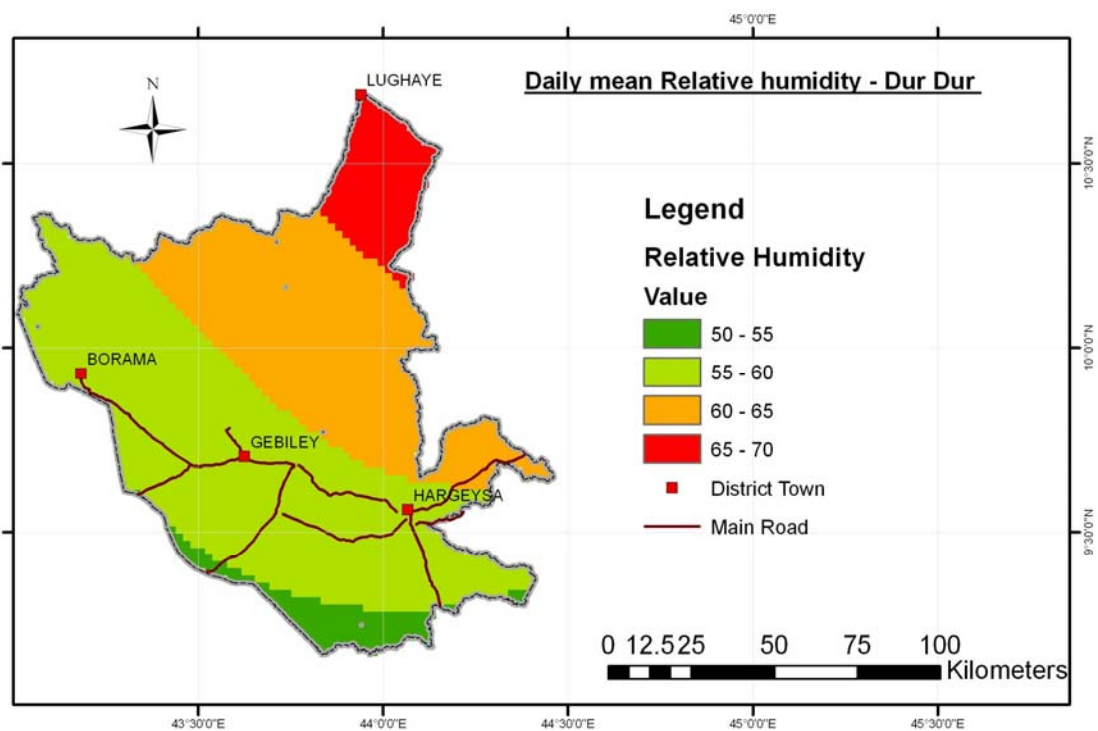 45°0'0"E
Daily mean Relative humidity - Dur Dur
N
LUGHAYE
10°30'0"N
Legend
Relative Humidity
Value
50 - 55
55 - 60
60 - 65
65 - 70
District Town
Main Road
BORAMA
GEBILEY
HARGEYSA
10°0'0"N
9°30'0"N
0 12.5 25 50 75 100
Kilometers
43°30'0"E 44°0'0"E 44°30'0"E 45°0'0"E 45°30'0"E